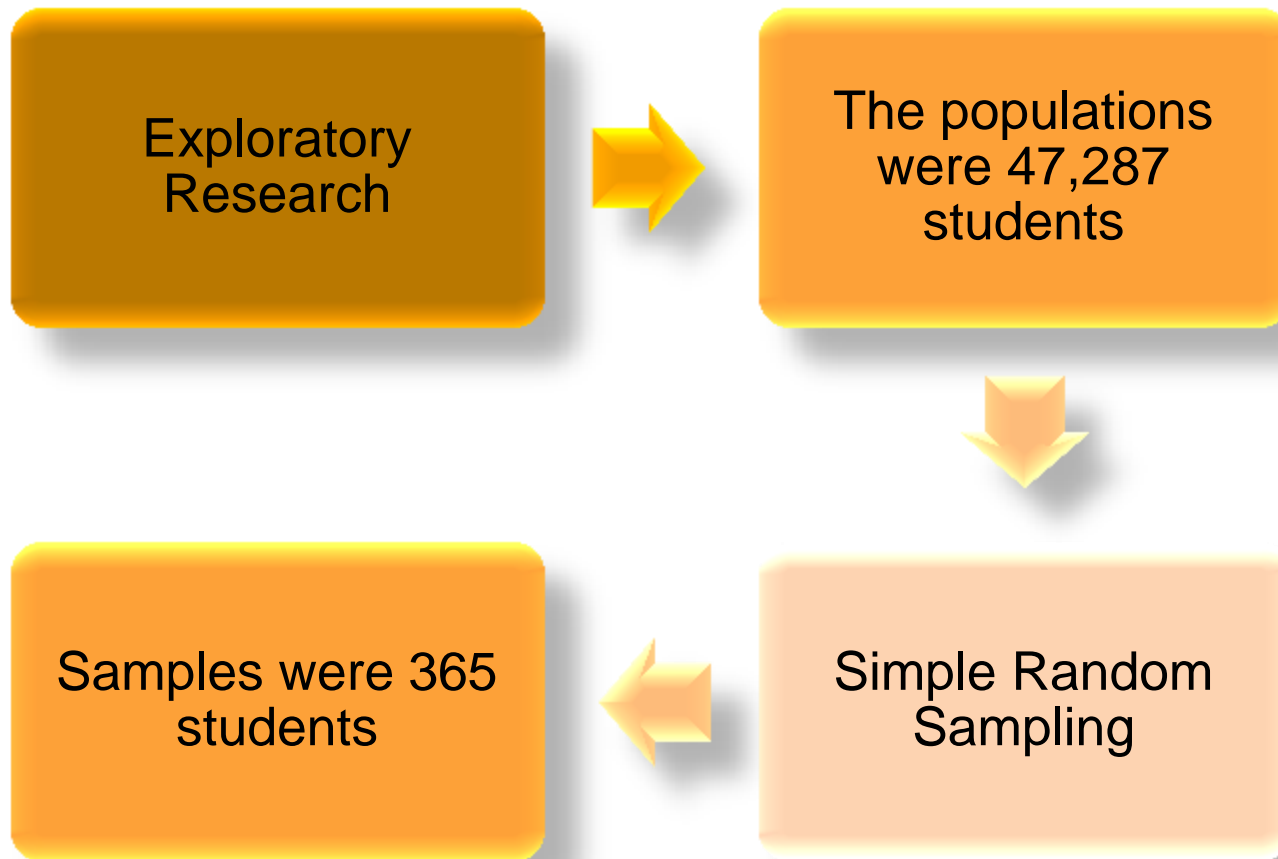 Exploratory
Research
The populations
were 47,287
students
Simple Random
Sampling
Samples were 365
students